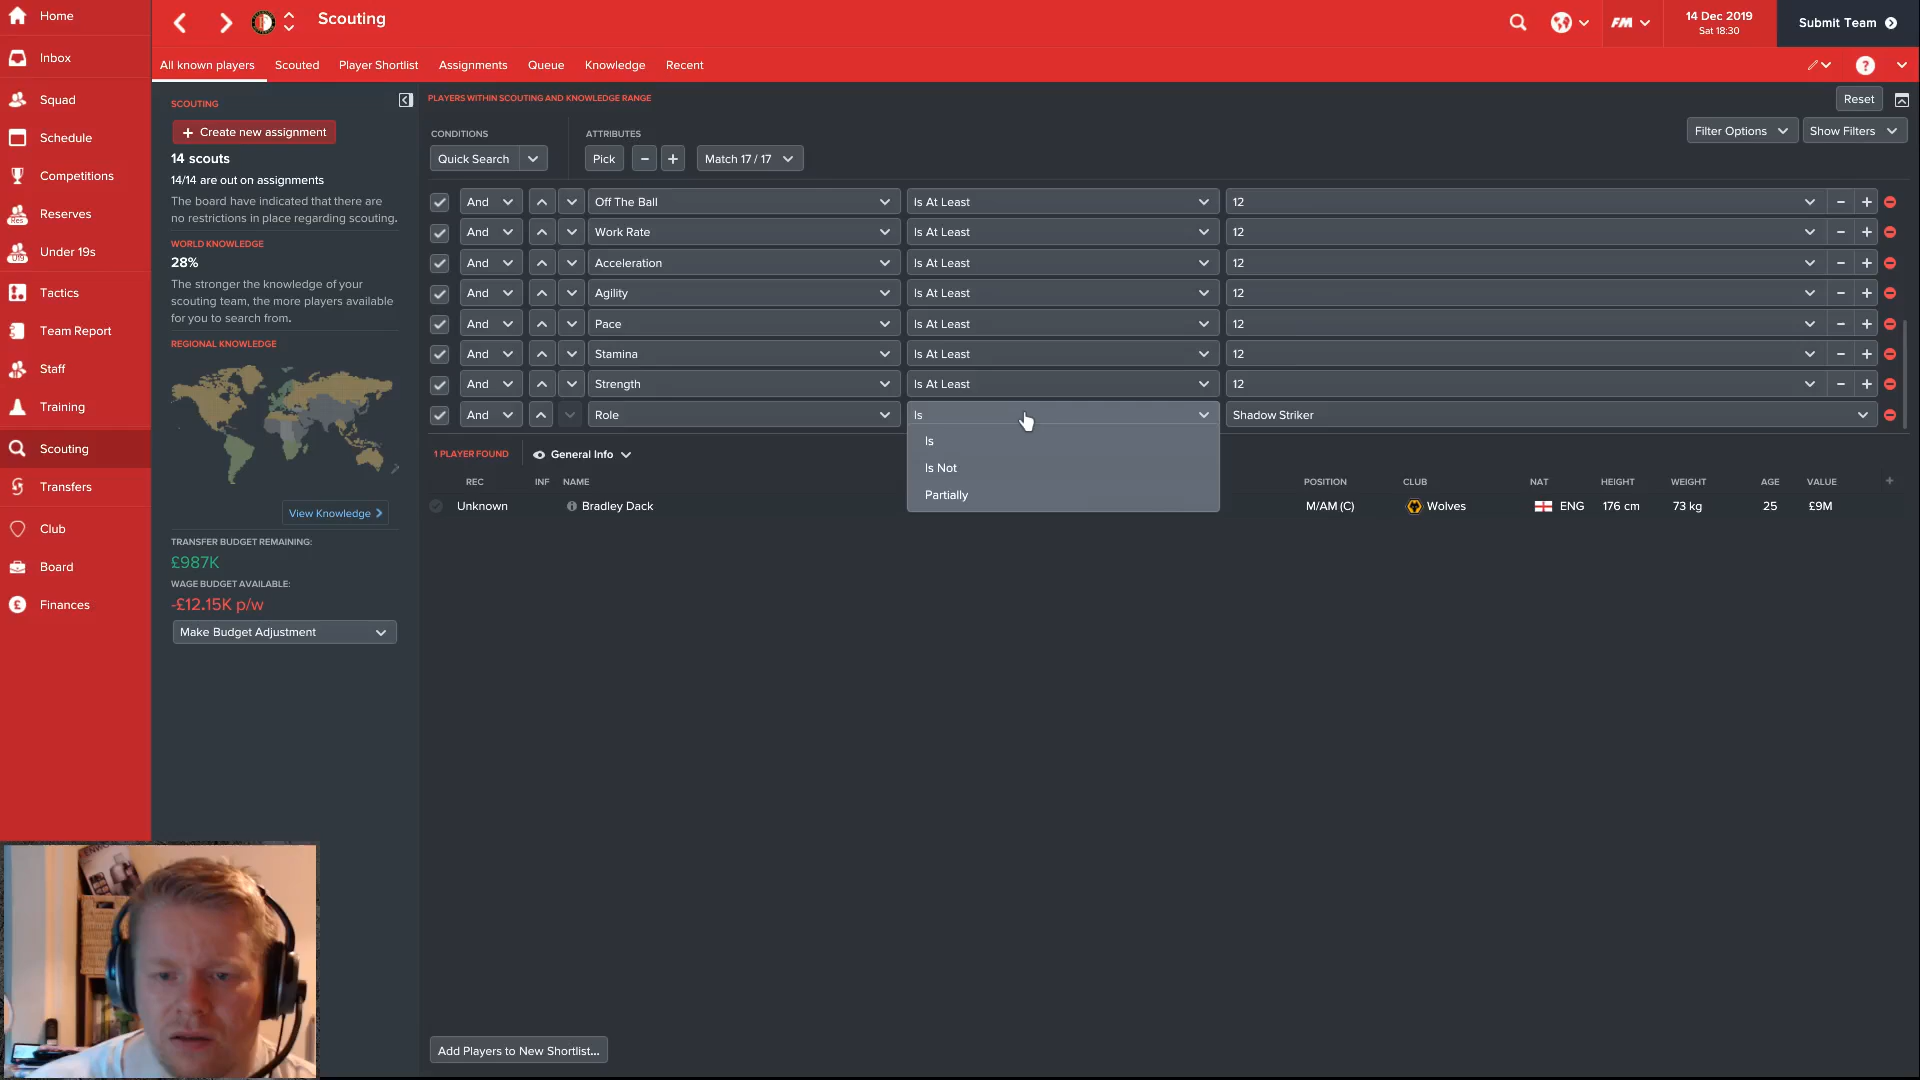 Home
Inbox
Squad
Schedule
Competitions
Reserves
Under 19s
Tactics
Team Report
Staff
Training
Scouting
Transfers
Club
Board
Finances
Scouting
FM
14 Dec 2019
Sat 18:30
Submit Team
All known players Scouted Player Shortlist Assignments Queue Knowledge Recent
?
SCOUTING
+ Create new assignment
14 scouts
14/14 are out on assignments
The board have indicated that there are
no restrictions in place regarding scouting.
WORLD KNOWLEDGE
28%
The stronger the knowledge of your
scouting team, the more players available
for you to search from.
REGIONAL KNOWLEDGE
View Knowledge >
TRANSFER BUDGET REMAINING:
£987K
WAGE BUDGET AVAILABLE:
-£12.15K p/w
Make Budget Adjustment
PLAYERS WITHIN SCOUTING AND KNOWLEDGE RANGE
Reset
Filter Options Show Filters
CONDITIONS ATTRIBUTES
Quick Search Pick - + Match 17 / 17
And Off The Ball Is At Least 12 - +
And Work Rate Is At Least 12 - +
And Acceleration Is At Least 12 - +
And Agility Is At Least 12 - +
And Pace Is At Least 12 - +
And Stamina Is At Least 12 - +
And Strength Is At Least 12 - +
And Role Is Shadow Striker
Is
Is Not
Partially
1 PLAYER FOUND General Info
REC INF NAME POSITION CLUB NAT HEIGHT WEIGHT AGE VALUE +
Unknown Bradley Dack M/AM (C) Wolves ENG 176 cm 73 kg 25 £9M
Add Players to New Shortlist...